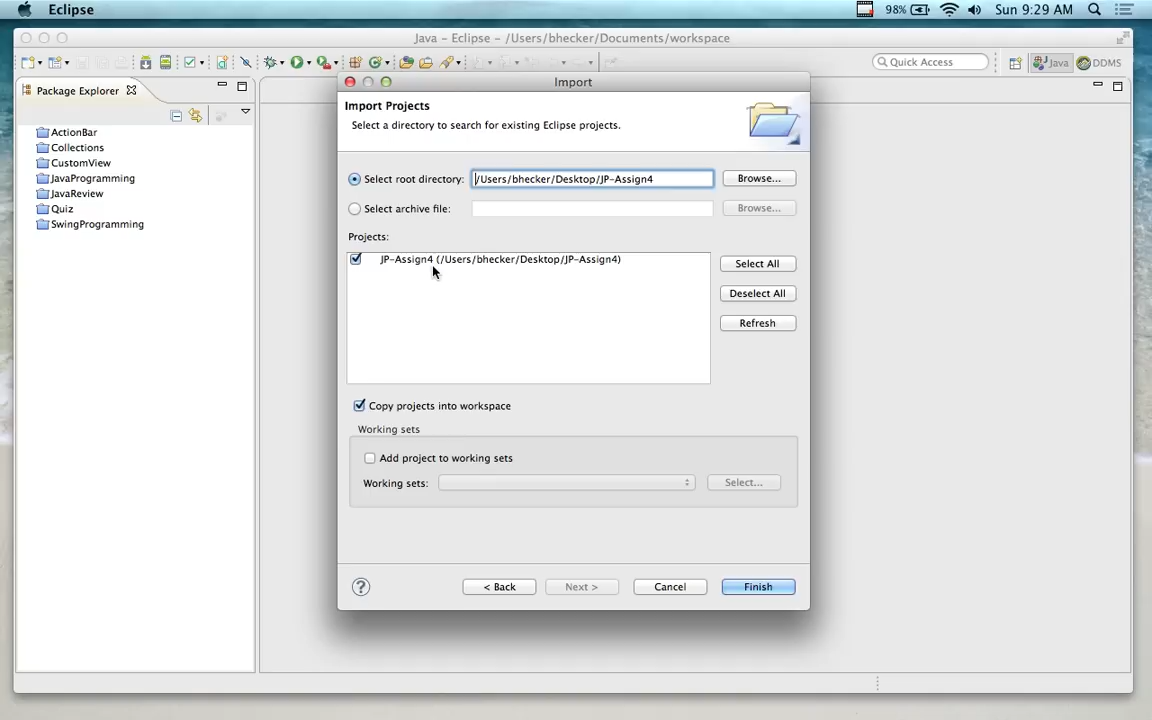 Eclipse
98%
Sun 9:29 AM
Java - Eclipse - /Users/bhecker/Documents/workspace
Quick Access
Java
DDMS
Package Explorer
ActionBar
Collections
CustomView
JavaProgramming
JavaReview
Quiz
SwingProgramming
Import
Import Projects
Select a directory to search for existing Eclipse projects.
Select root directory:
/Users/bhecker/Desktop/JP-Assign4
Browse...
Select archive file:
Browse...
Projects:
JP-Assign4 (/Users/bhecker/Desktop/JP-Assign4)
Select All
Deselect All
Refresh
Copy projects into workspace
Working sets
Add project to working sets
Working sets:
Select...
?
< Back
Next >
Cancel
Finish